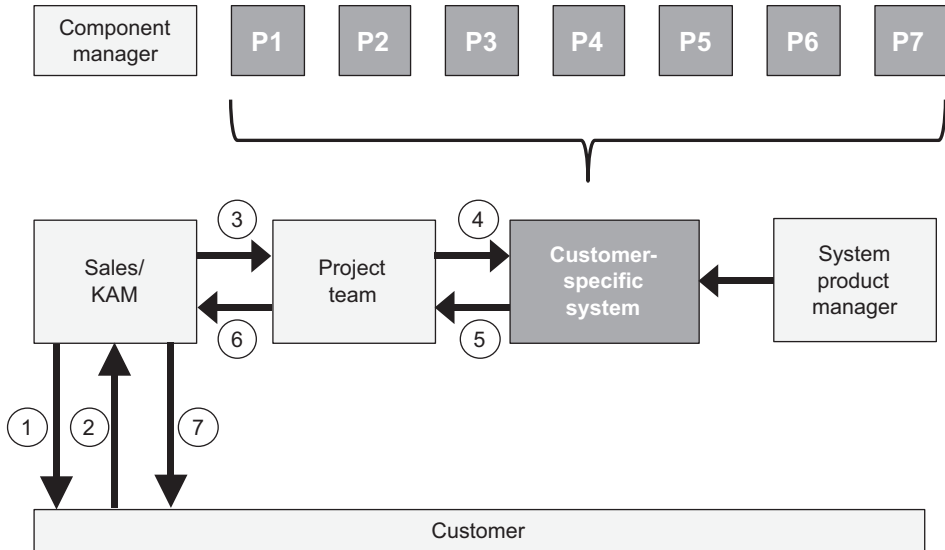 Component
manager
P1
P2
P3
P4
P5
P6
P7
3
4
Sales/
KAM
Project
team
Customer-
specific
system
System
product
manager
6
5
1
2
7
Customer